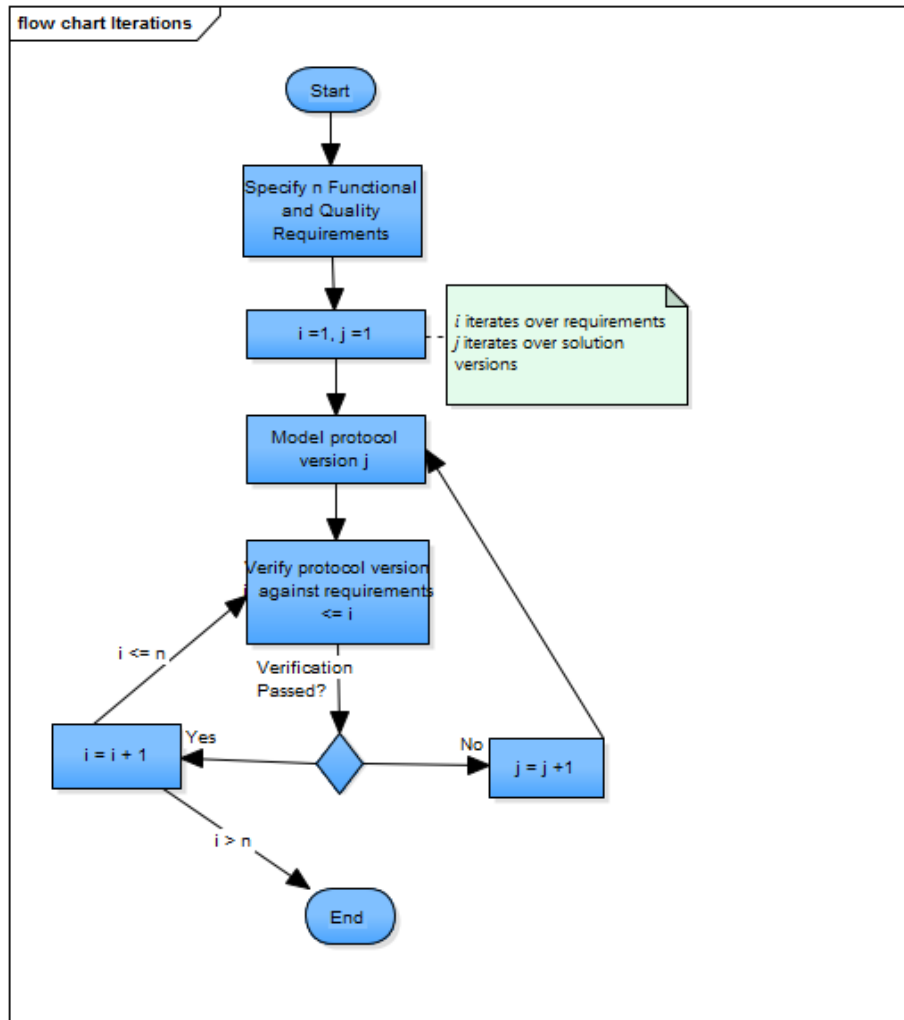 flow chart Iterations
Start
Specify n Functional
and Quality
Requirements
i =1, j =1
i iterates over requirements
j iterates over solution
versions
Model protocol
version j
Verify protocol version
against requirements
<= i
i <= n
Verification
Passed?
Yes
No
i = i + 1
j = j +1
i > n
End